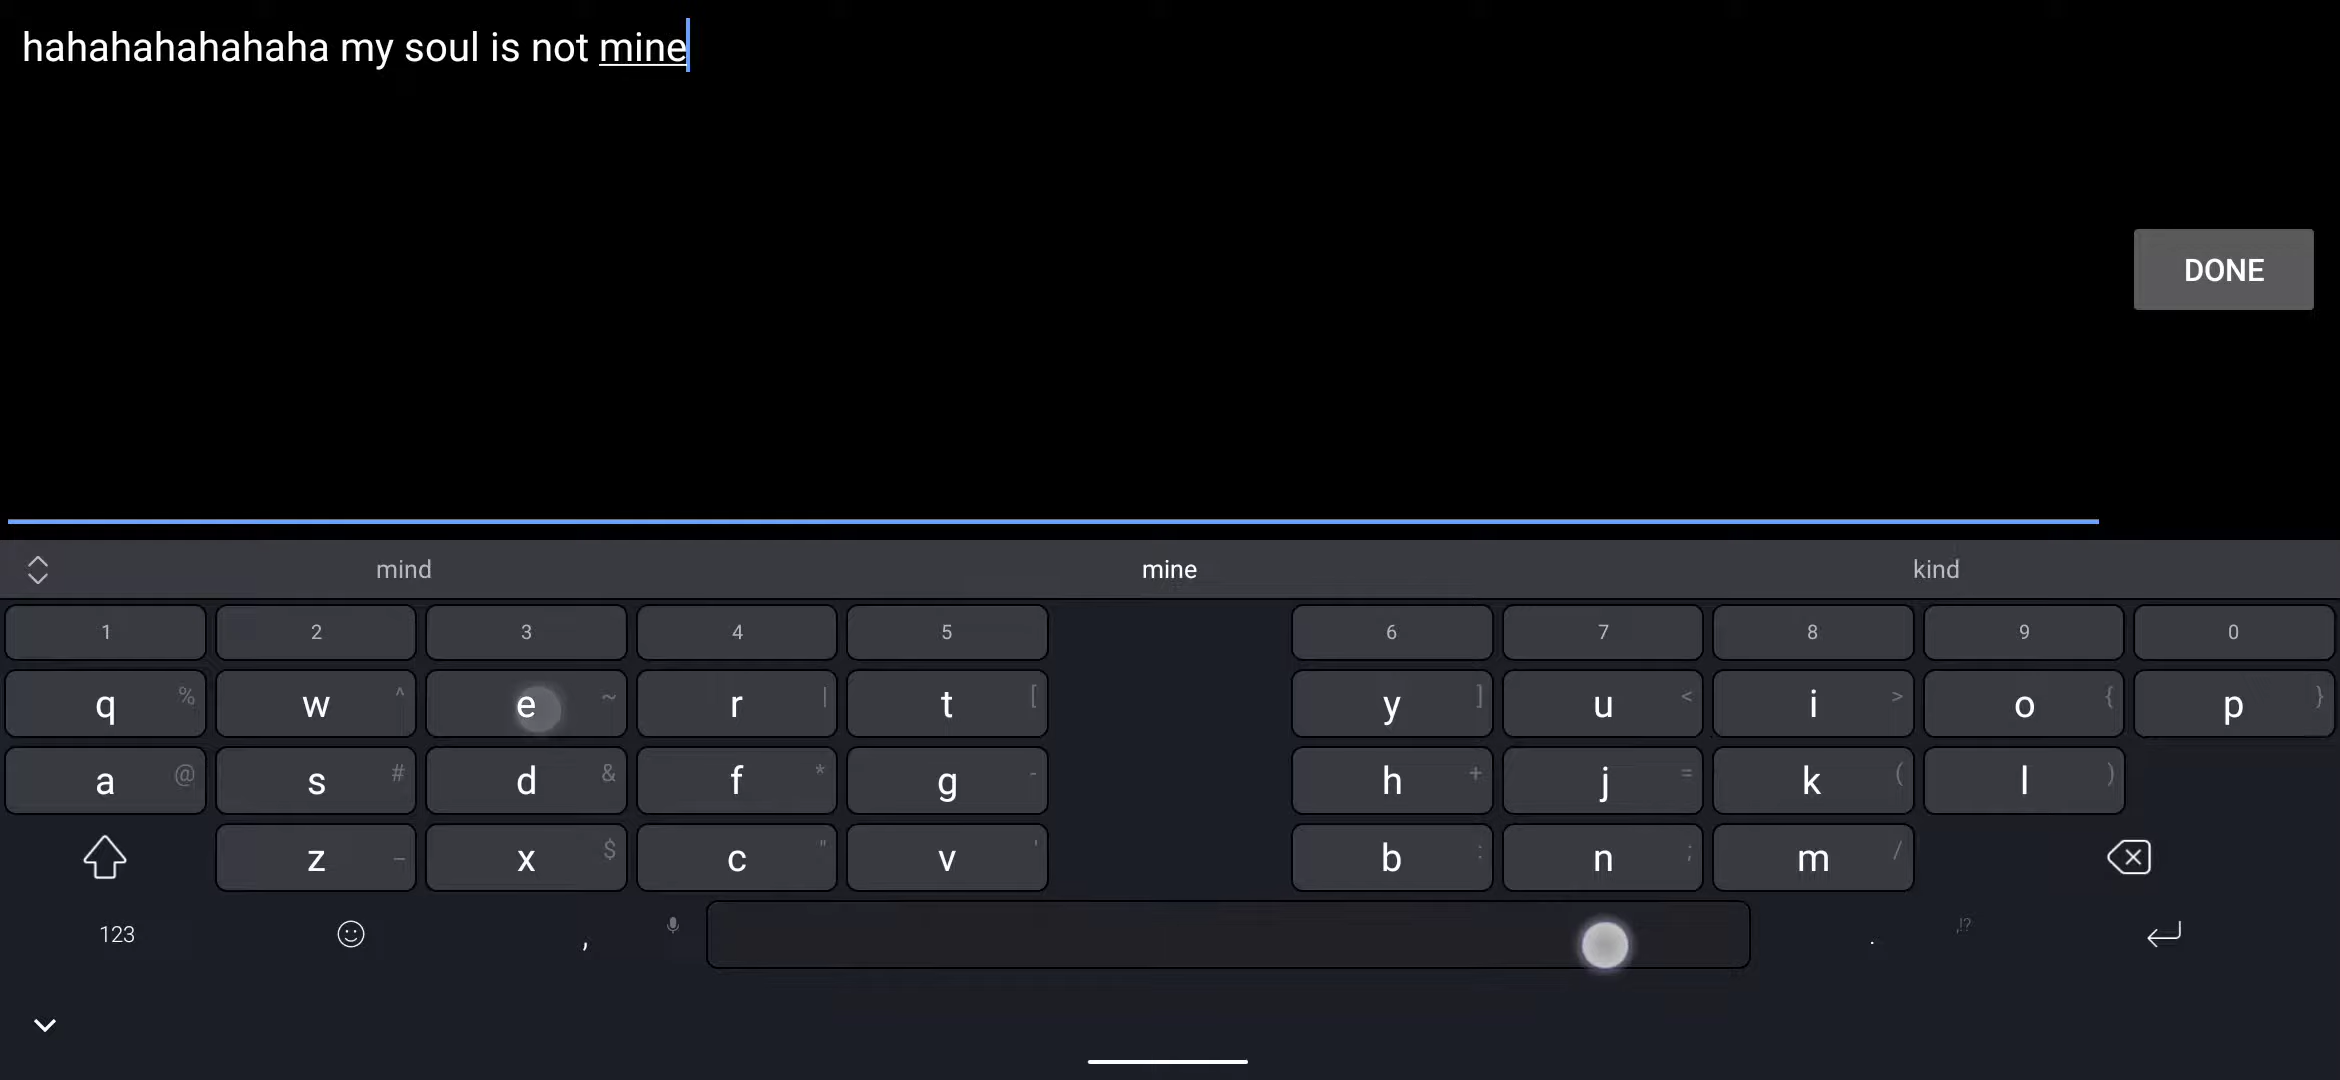 hahahahahahaha my soul is not mine
DONE
mind mine kind
1 2 3 4 5 6 7 8 9 0
q % w ^ e ~ r | t [ y ] u < i > o { p }
a @ s # d & f * g - h + j = k ( l )
z _ x $ c " v ' b : n ; m /
123 , . ,!?